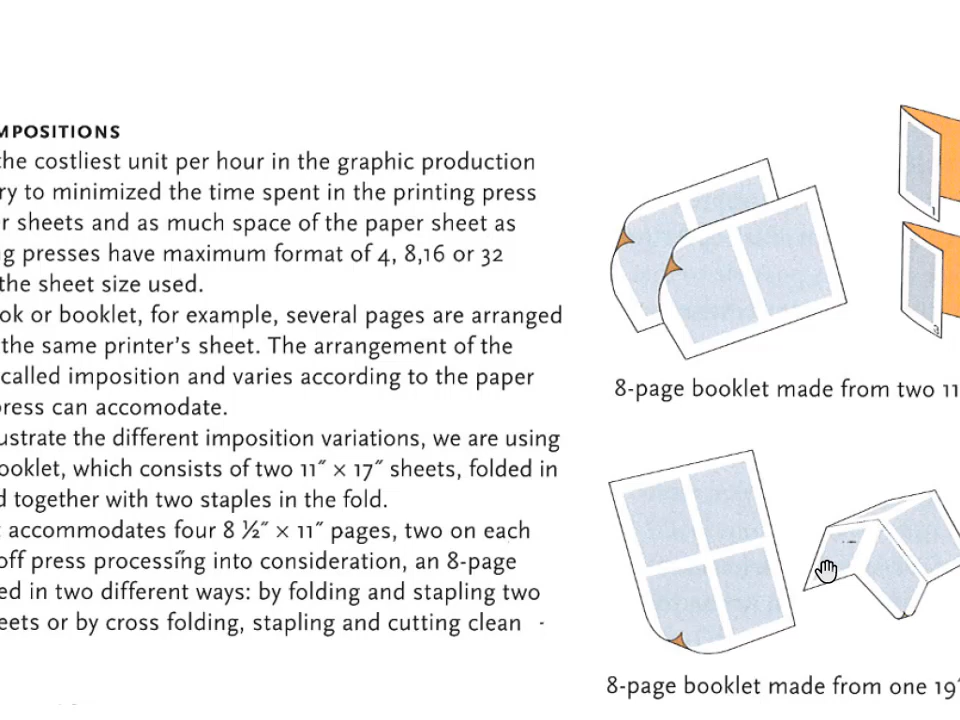 MPOSITIONS
the costliest unit per hour in the graphic production
ry to minimized the time spent in the printing press
r sheets and as much space of the paper sheet as
g presses have maximum format of 4, 8,16 or 32
the sheet size used.
ok or booklet, for example, several pages are arranged
the same printer's sheet. The arrangement of the
called imposition and varies according to the paper
press can accomodate.
ustrate the different imposition variations, we are using
ooklet, which consists of two 11″ × 17″ sheets, folded in
d together with two staples in the fold.
t accommodates four 8 ½″ × 11″ pages, two on each
off press processing into consideration, an 8-page
ed in two different ways: by folding and stapling two
eets or by cross folding, stapling and cutting clean
1
3
8-page booklet made from two 11
8-page booklet made from one 19″